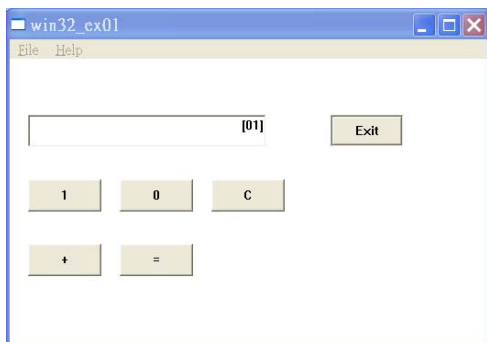 win32_ex01
File Help
[01]
Exit
1 0 C
+ =